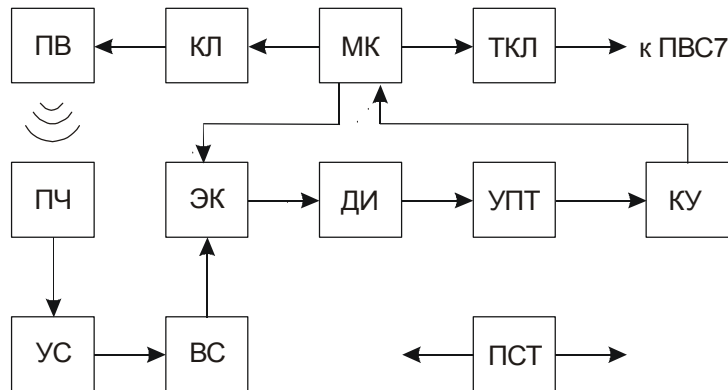 ПВ КЛ МК ТКЛ к ПВС7
ПЧ ЭК ДИ УПТ КУ
УС ВС ПСТ